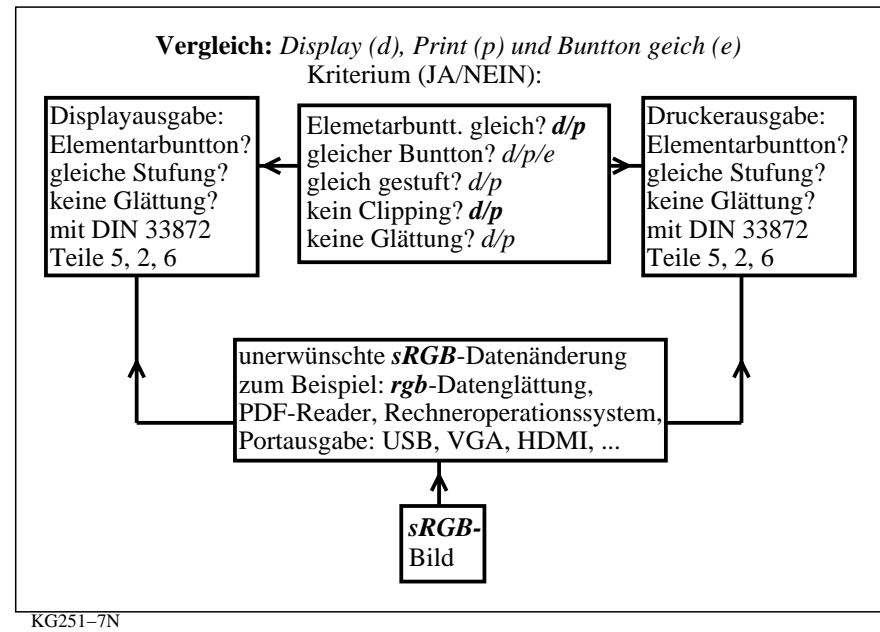 Vergleich: Display (d), Print (p) und Buntton geich (e)
Kriterium (JA/NEIN):
Displayausgabe:
Elementarbuntton?
gleiche Stufung?
keine Glättung?
mit DIN 33872
Teile 5, 2, 6
Elemetarbuntt. gleich? d/p
gleicher Buntton? d/p/e
gleich gestuft? d/p
kein Clipping? d/p
keine Glättung? d/p
Druckerausgabe:
Elementarbuntton?
gleiche Stufung?
keine Glättung?
mit DIN 33872
Teile 5, 2, 6
unerwünschte sRGB-Datenänderung
zum Beispiel: rgb-Datenglättung,
PDF-Reader, Rechneroperationssystem,
Portausgabe: USB, VGA, HDMI, ...
sRGB-
Bild
KG251–7N